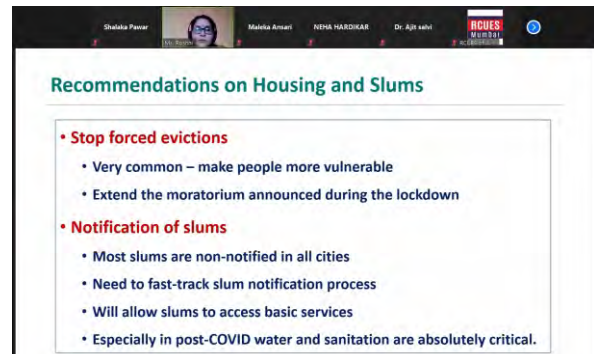 Shalaka Pawar
Maleka Ansari
NEHA HARDIKAR
Dr. Ajit salvi
RCUES
Mumbai
Recommendations on Housing and Slums
• Stop forced evictions
• Very common – make people more vulnerable
• Extend the moratorium announced during the lockdown
• Notification of slums
• Most slums are non-notified in all cities
• Need to fast-track slum notification process
• Will allow slums to access basic services
• Especially in post-COVID water and sanitation are absolutely critical.